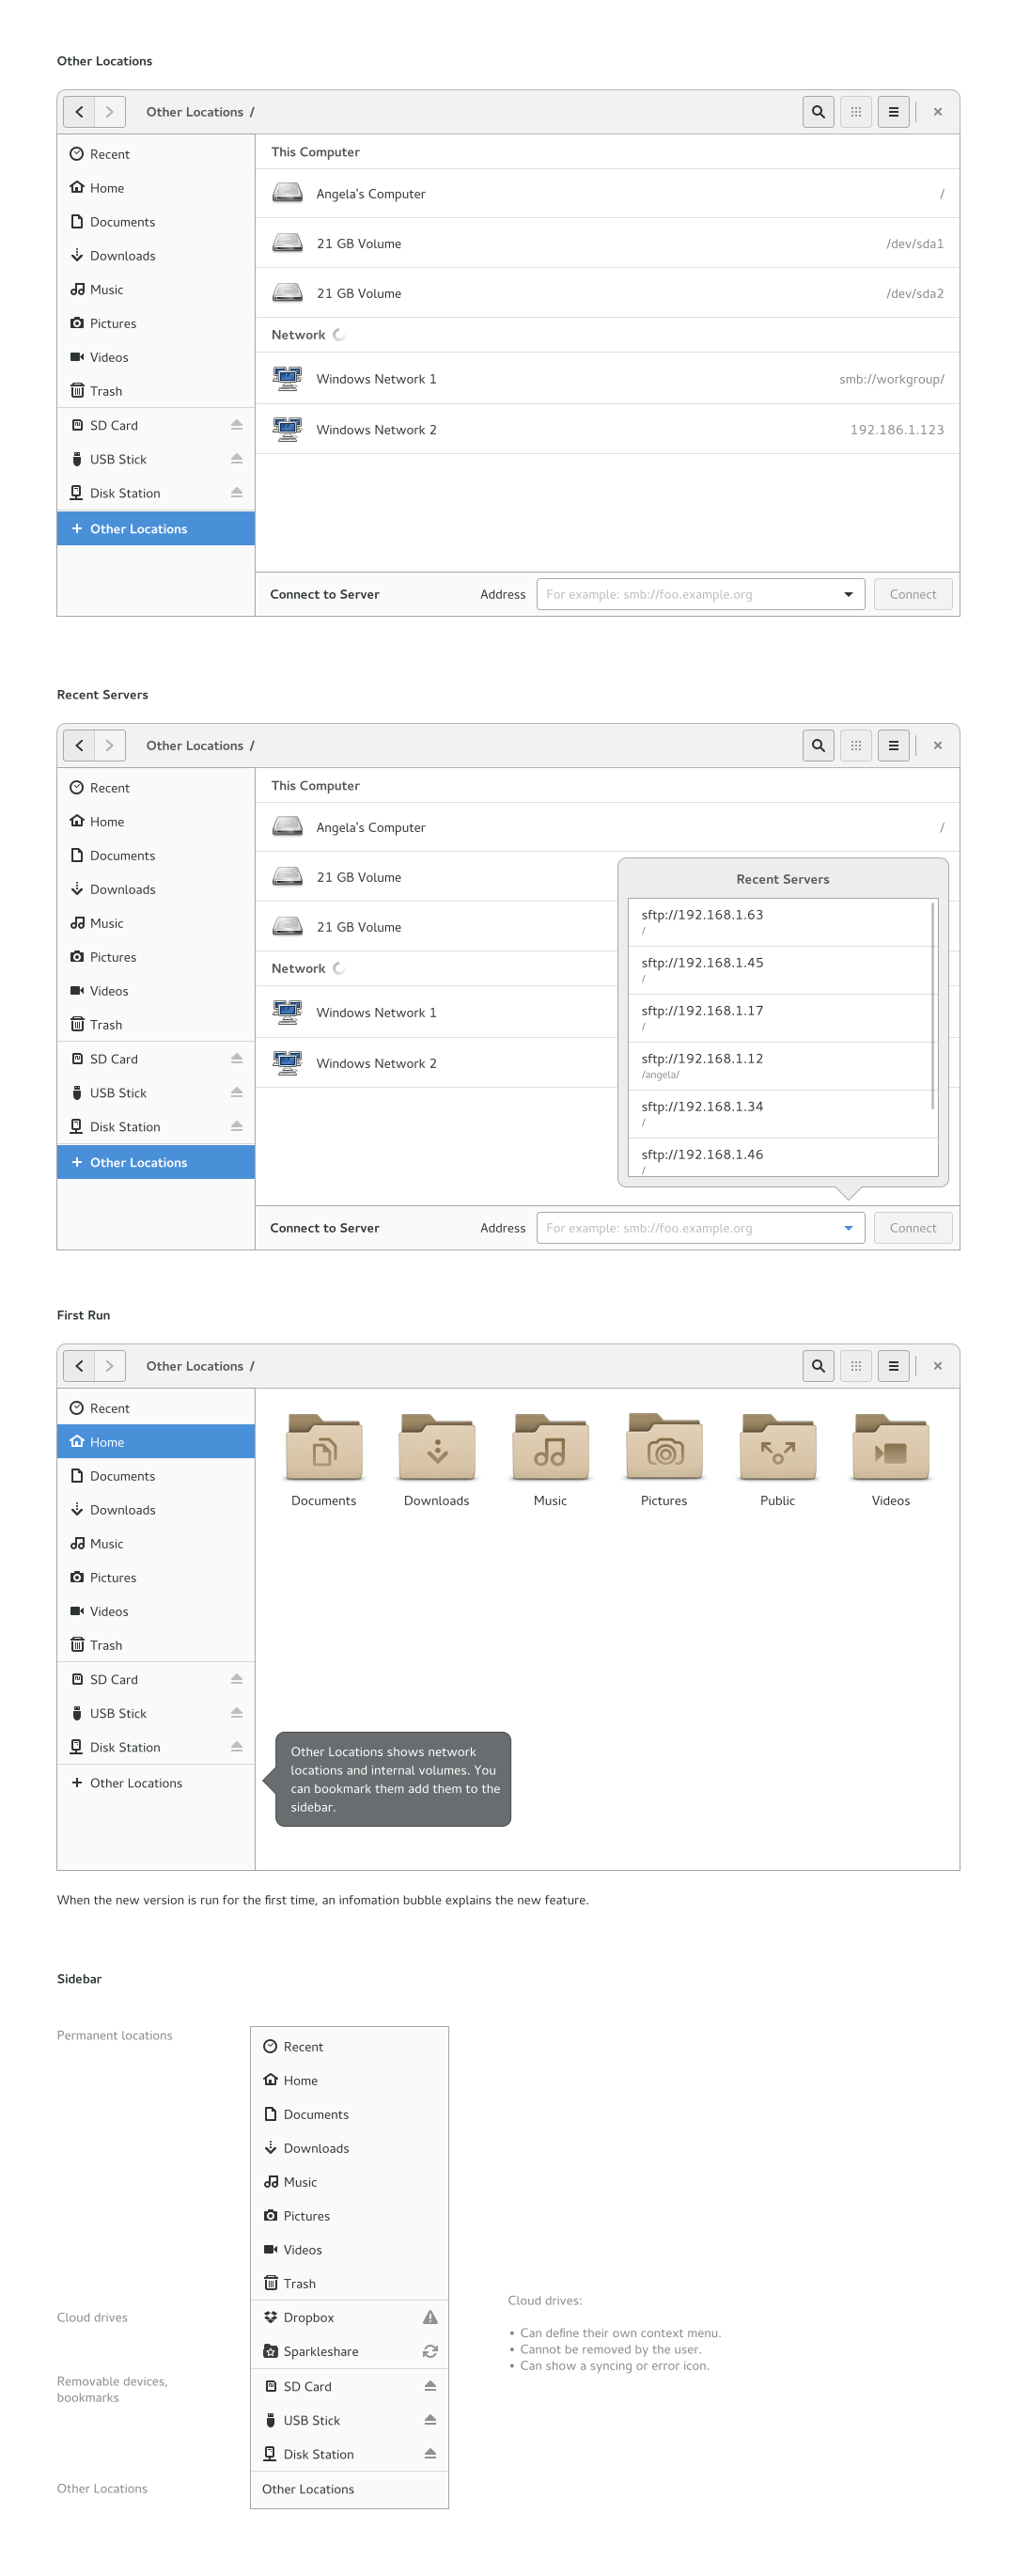 Other Locations
Other Locations /
Recent
Home
Documents
Downloads
Music
Pictures
Videos
Trash
SD Card
USB Stick
Disk Station
Other Locations
This Computer
Angela's Computer /
21 GB Volume /dev/sda1
21 GB Volume /dev/sda2
Network
Windows Network 1 smb://workgroup/
Windows Network 2 192.186.1.123
Connect to Server Address For example: smb://foo.example.org Connect
Recent Servers
Other Locations /
Recent
Home
Documents
Downloads
Music
Pictures
Videos
Trash
SD Card
USB Stick
Disk Station
Other Locations
This Computer
Angela's Computer /
21 GB Volume
21 GB Volume
Network
Windows Network 1
Windows Network 2
Recent Servers
sftp://192.168.1.63
/
sftp://192.168.1.45
/
sftp://192.168.1.17
/
sftp://192.168.1.12
/angela/
sftp://192.168.1.34
/
sftp://192.168.1.46
/
Connect to Server Address For example: smb://foo.example.org Connect
First Run
Other Locations /
Recent
Home
Documents
Downloads
Music
Pictures
Videos
Trash
SD Card
USB Stick
Disk Station
Other Locations
Documents Downloads Music Pictures Public Videos
Other Locations shows network
locations and internal volumes. You
can bookmark them add them to the
sidebar.
When the new version is run for the first time, an infomation bubble explains the new feature.
Sidebar
Permanent locations
Recent
Home
Documents
Downloads
Music
Pictures
Videos
Trash
Cloud drives
Dropbox
Sparkleshare
Cloud drives:
• Can define their own context menu.
• Cannot be removed by the user.
• Can show a syncing or error icon.
Removable devices,
bookmarks
SD Card
USB Stick
Disk Station
Other Locations
Other Locations